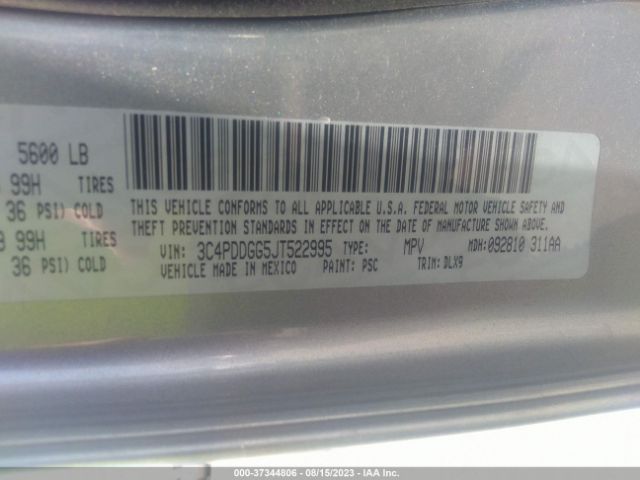 5600 LB
99H TIRES
36 PSI) COLD
99H TIRES
36 PSI) COLD
THIS VEHICLE CONFORMS TO ALL APPLICABLE U.S.A. FEDERAL MOTOR VEHICLE SAFETY AND
THEFT PREVENTION STANDARDS IN EFFECT ON THE DATE OF MANUFACTURE SHOWN ABOVE.
VIN: 3C4PDDGG5JT522995 TYPE: MPV MDH:092810 311AA
VEHICLE MADE IN MEXICO PAINT: PSC TRIM: DLX9
000-37344806 - 08/15/2023 - IAA Inc.